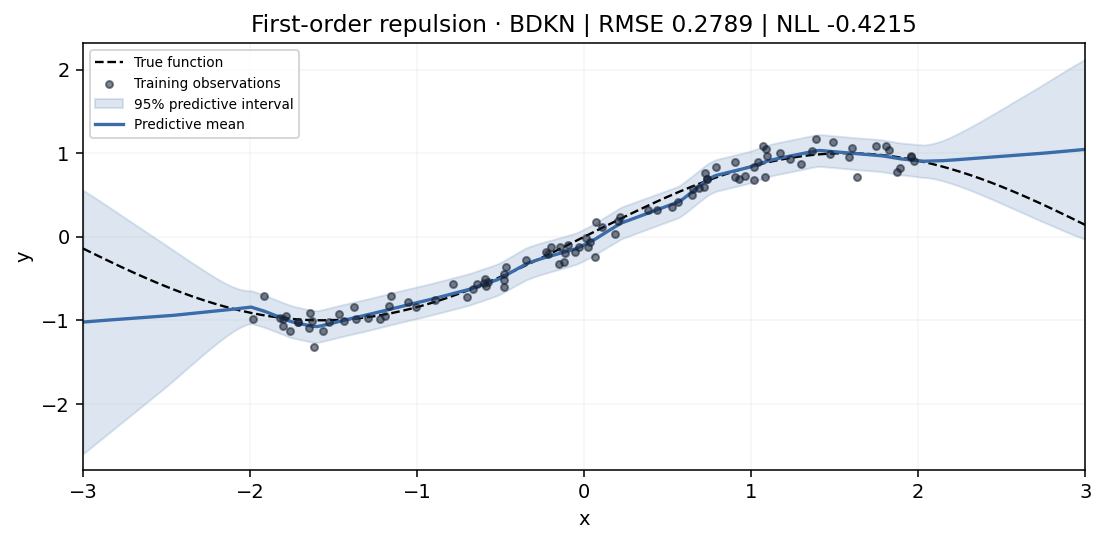 First-order repulsion · BDKN | RMSE 0.2789 | NLL -0.4215
True function
Training observations
95% predictive interval
Predictive mean
y
2
1
0
−1
−2
−3
−2
−1
0
1
2
3
x